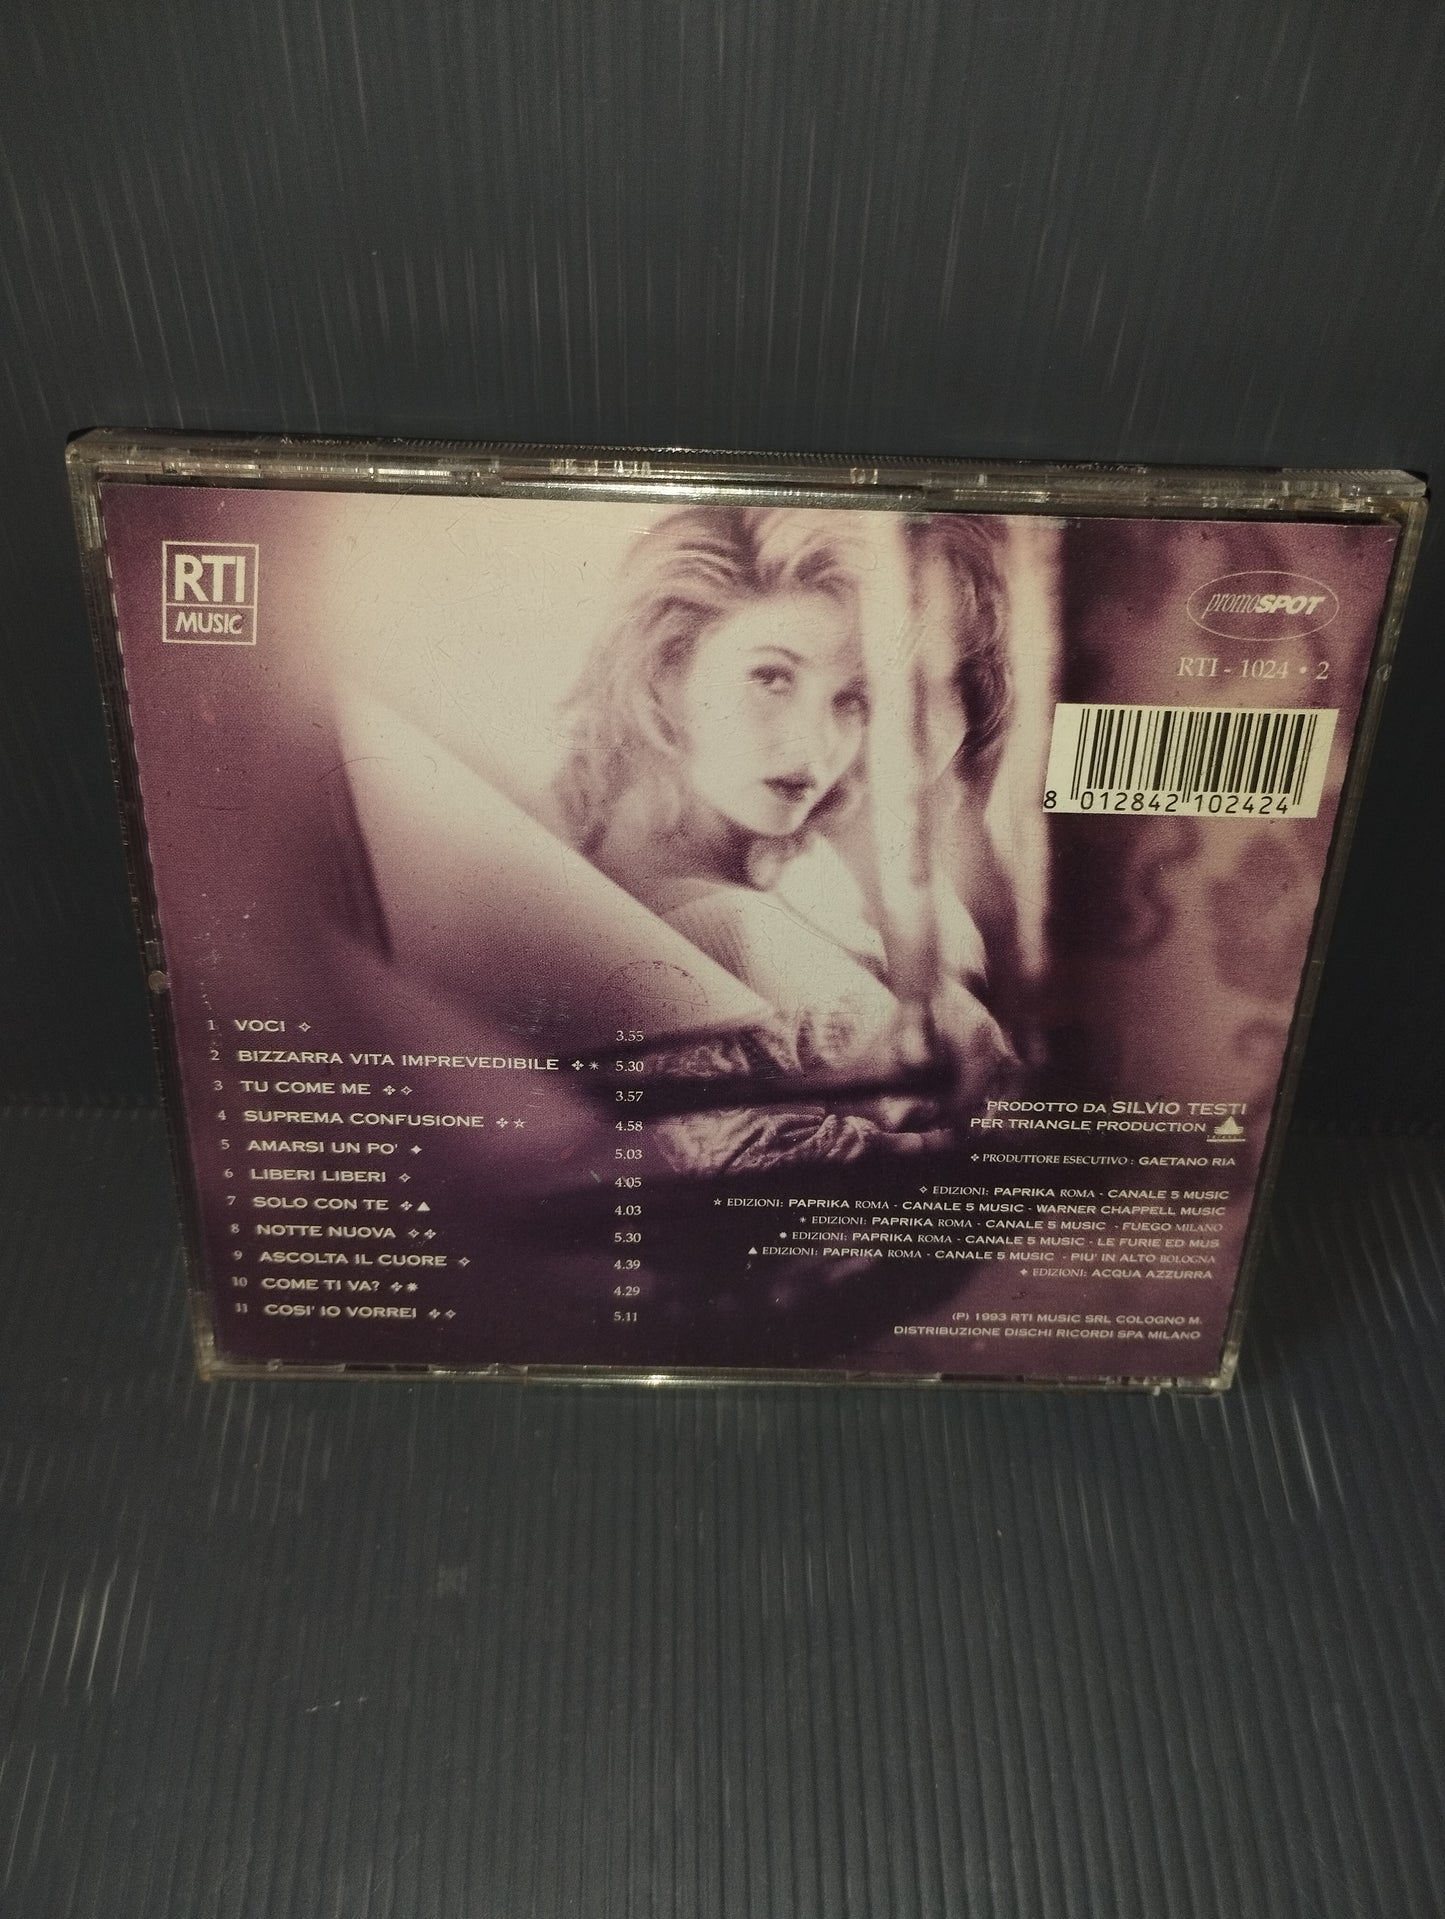 RTI
MUSIC
promoSPOT
RTI - 1024 • 2
8 012842 102424
1 VOCI ✧ 3.55
2 BIZZARRA VITA IMPREVEDIBILE ✣ ✴ 5.30
3 TU COME ME ✣ ✧ 3.57
4 SUPREMA CONFUSIONE ✣ ☆ 4.58
5 AMARSI UN PO' ✦ 5.03
6 LIBERI LIBERI ✧ 4.05
7 SOLO CON TE ✣ ▲ 4.03
8 NOTTE NUOVA ✧ ✣ 5.30
9 ASCOLTA IL CUORE ✧ 4.39
10 COME TI VA? ✣ ✸ 4.29
11 COSI' IO VORREI ✣ ✧ 5.11
PRODOTTO DA SILVIO TESTI
PER TRIANGLE PRODUCTION
✣ PRODUTTORE ESECUTIVO: GAETANO RIA
✧ EDIZIONI: PAPRIKA ROMA - CANALE 5 MUSIC
☆ EDIZIONI: PAPRIKA ROMA - CANALE 5 MUSIC - WARNER CHAPPELL MUSIC
✴ EDIZIONI: PAPRIKA ROMA - CANALE 5 MUSIC - FUEGO MILANO
✸ EDIZIONI: PAPRIKA ROMA - CANALE 5 MUSIC - LE FURIE ED MUS
▲ EDIZIONI: PAPRIKA ROMA - CANALE 5 MUSIC - PIU' IN ALTO BOLOGNA
✦ EDIZIONI: ACQUA AZZURRA
(P) 1993 RTI MUSIC SRL COLOGNO M.
DISTRIBUZIONE DISCHI RICORDI SPA MILANO